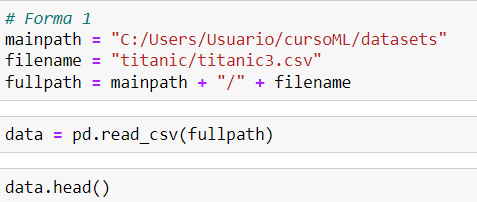 # Forma 1
mainpath = "C:/Users/Usuario/cursoML/datasets"
filename = "titanic/titanic3.csv"
fullpath = mainpath + "/" + filename
data = pd.read_csv(fullpath)
data.head()